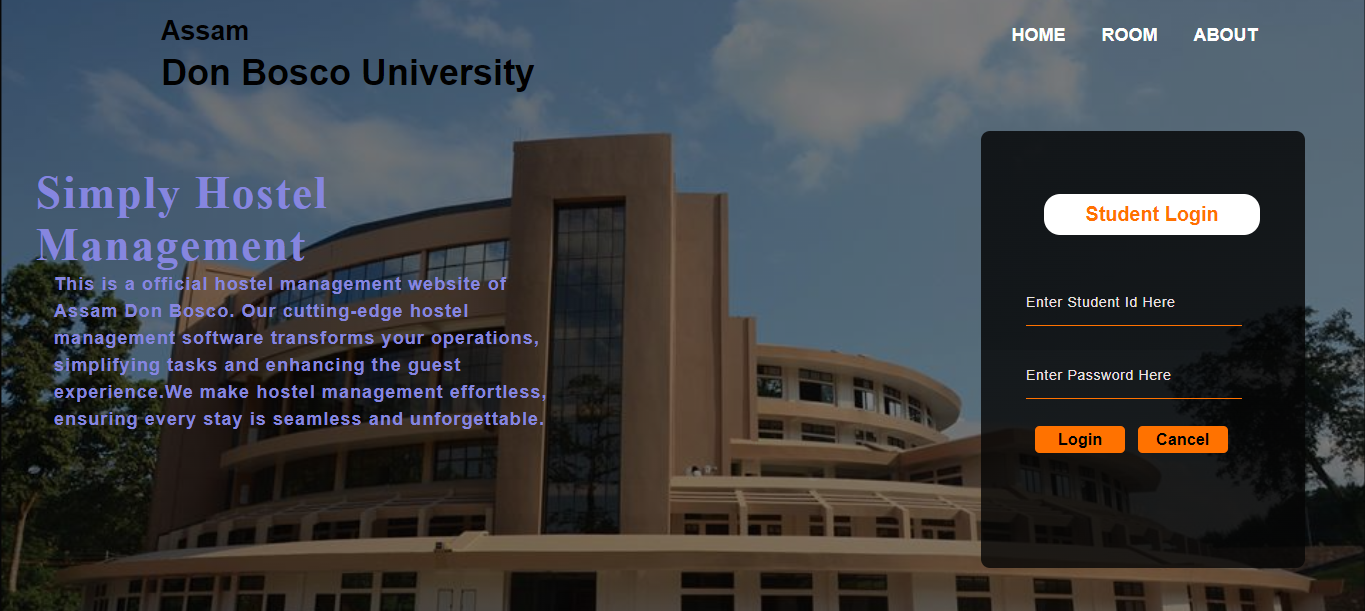 Assam
Don Bosco University
HOME ROOM ABOUT
Simply Hostel
Management
This is a official hostel management website of
Assam Don Bosco. Our cutting-edge hostel
management software transforms your operations,
simplifying tasks and enhancing the guest
experience.We make hostel management effortless,
ensuring every stay is seamless and unforgettable.
Student Login
Enter Student Id Here
Enter Password Here
Login Cancel